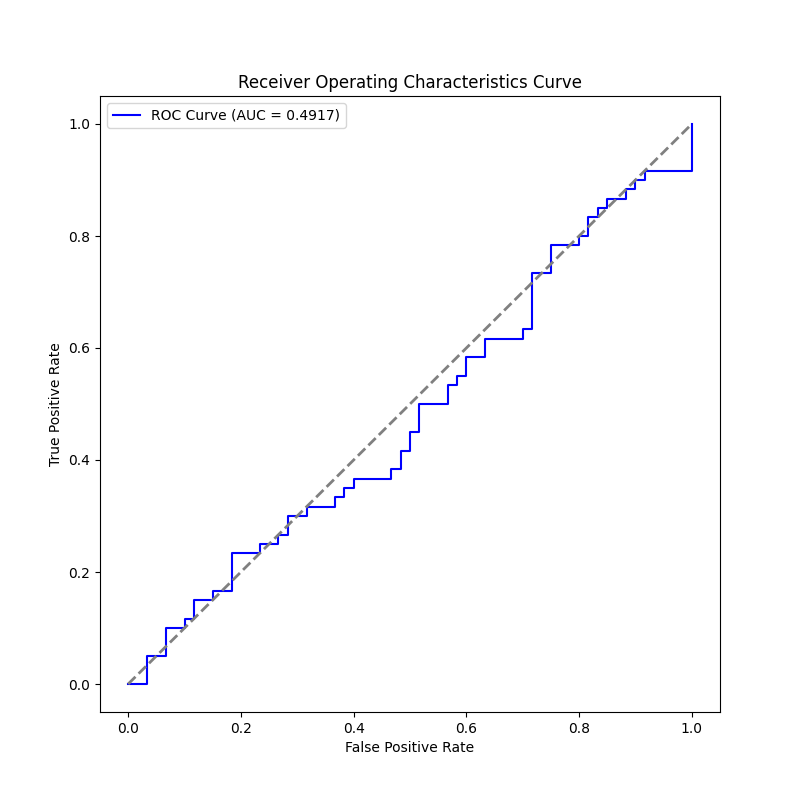 Receiver Operating Characteristics Curve
ROC Curve (AUC = 0.4917)
1.0
0.8
0.6
0.4
0.2
0.0
True Positive Rate
0.0 0.2 0.4 0.6 0.8 1.0
False Positive Rate